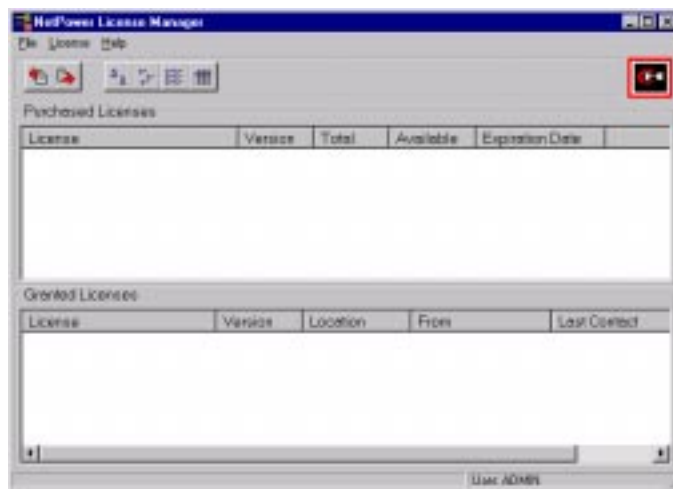 NetPower License Manager
File License Help
Purchased Licenses
License Version Total Available Expiration Date
Granted Licenses
License Version Location From Last Contact
User: ADMIN